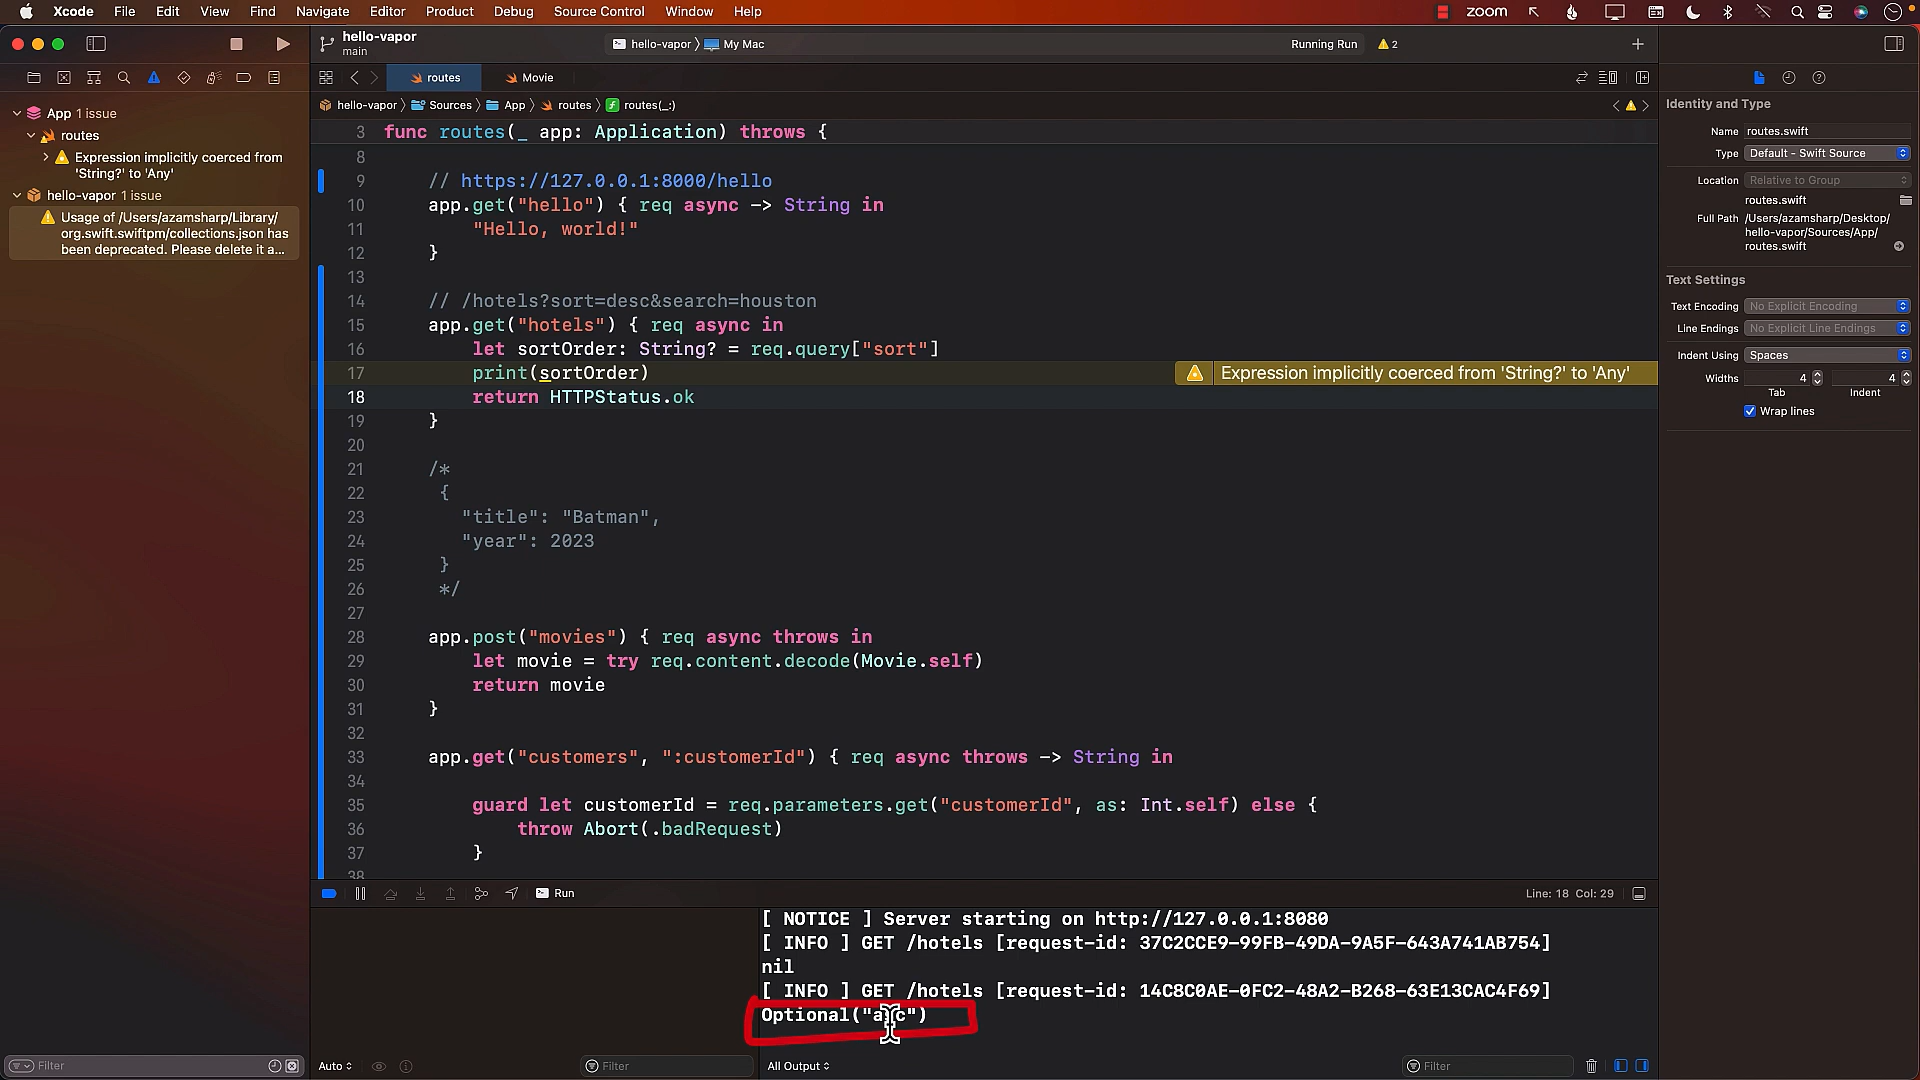 Xcode File Edit View Find Navigate Editor Product Debug Source Control Window Help zoom
hello-vapor
main
hello-vapor My Mac Running Run 2
routes Movie
hello-vapor Sources App routes routes(_:)
App 1 issue
routes
Expression implicitly coerced from
'String?' to 'Any'
hello-vapor 1 issue
Usage of /Users/azamsharp/Library/
org.swift.swiftpm/collections.json has
been deprecated. Please delete it a...
3 func routes(_ app: Application) throws {
8
9 // https://127.0.0.1:8000/hello
10 app.get("hello") { req async -> String in
11 "Hello, world!"
12 }
13
14 // /hotels?sort=desc&search=houston
15 app.get("hotels") { req async in
16 let sortOrder: String? = req.query["sort"]
17 print(sortOrder) Expression implicitly coerced from 'String?' to 'Any'
18 return HTTPStatus.ok
19 }
20
21 /*
22 {
23 "title": "Batman",
24 "year": 2023
25 }
26 */
27
28 app.post("movies") { req async throws in
29 let movie = try req.content.decode(Movie.self)
30 return movie
31 }
32
33 app.get("customers", ":customerId") { req async throws -> String in
34
35 guard let customerId = req.parameters.get("customerId", as: Int.self) else {
36 throw Abort(.badRequest)
37 }
38
Run Line: 18 Col: 29
[ NOTICE ] Server starting on http://127.0.0.1:8080
[ INFO ] GET /hotels [request-id: 37C2CCE9-99FB-49DA-9A5F-643A741AB754]
nil
[ INFO ] GET /hotels [request-id: 14C8C0AE-0FC2-48A2-B268-63E13CAC4F69]
Filter Auto Filter All Output Filter
Identity and Type
Name routes.swift
Type Default - Swift Source
Location Relative to Group
routes.swift
Full Path /Users/azamsharp/Desktop/
hello-vapor/Sources/App/
routes.swift
Text Settings
Text Encoding No Explicit Encoding
Line Endings No Explicit Line Endings
Indent Using Spaces
Widths 4 4
Tab Indent
Wrap lines